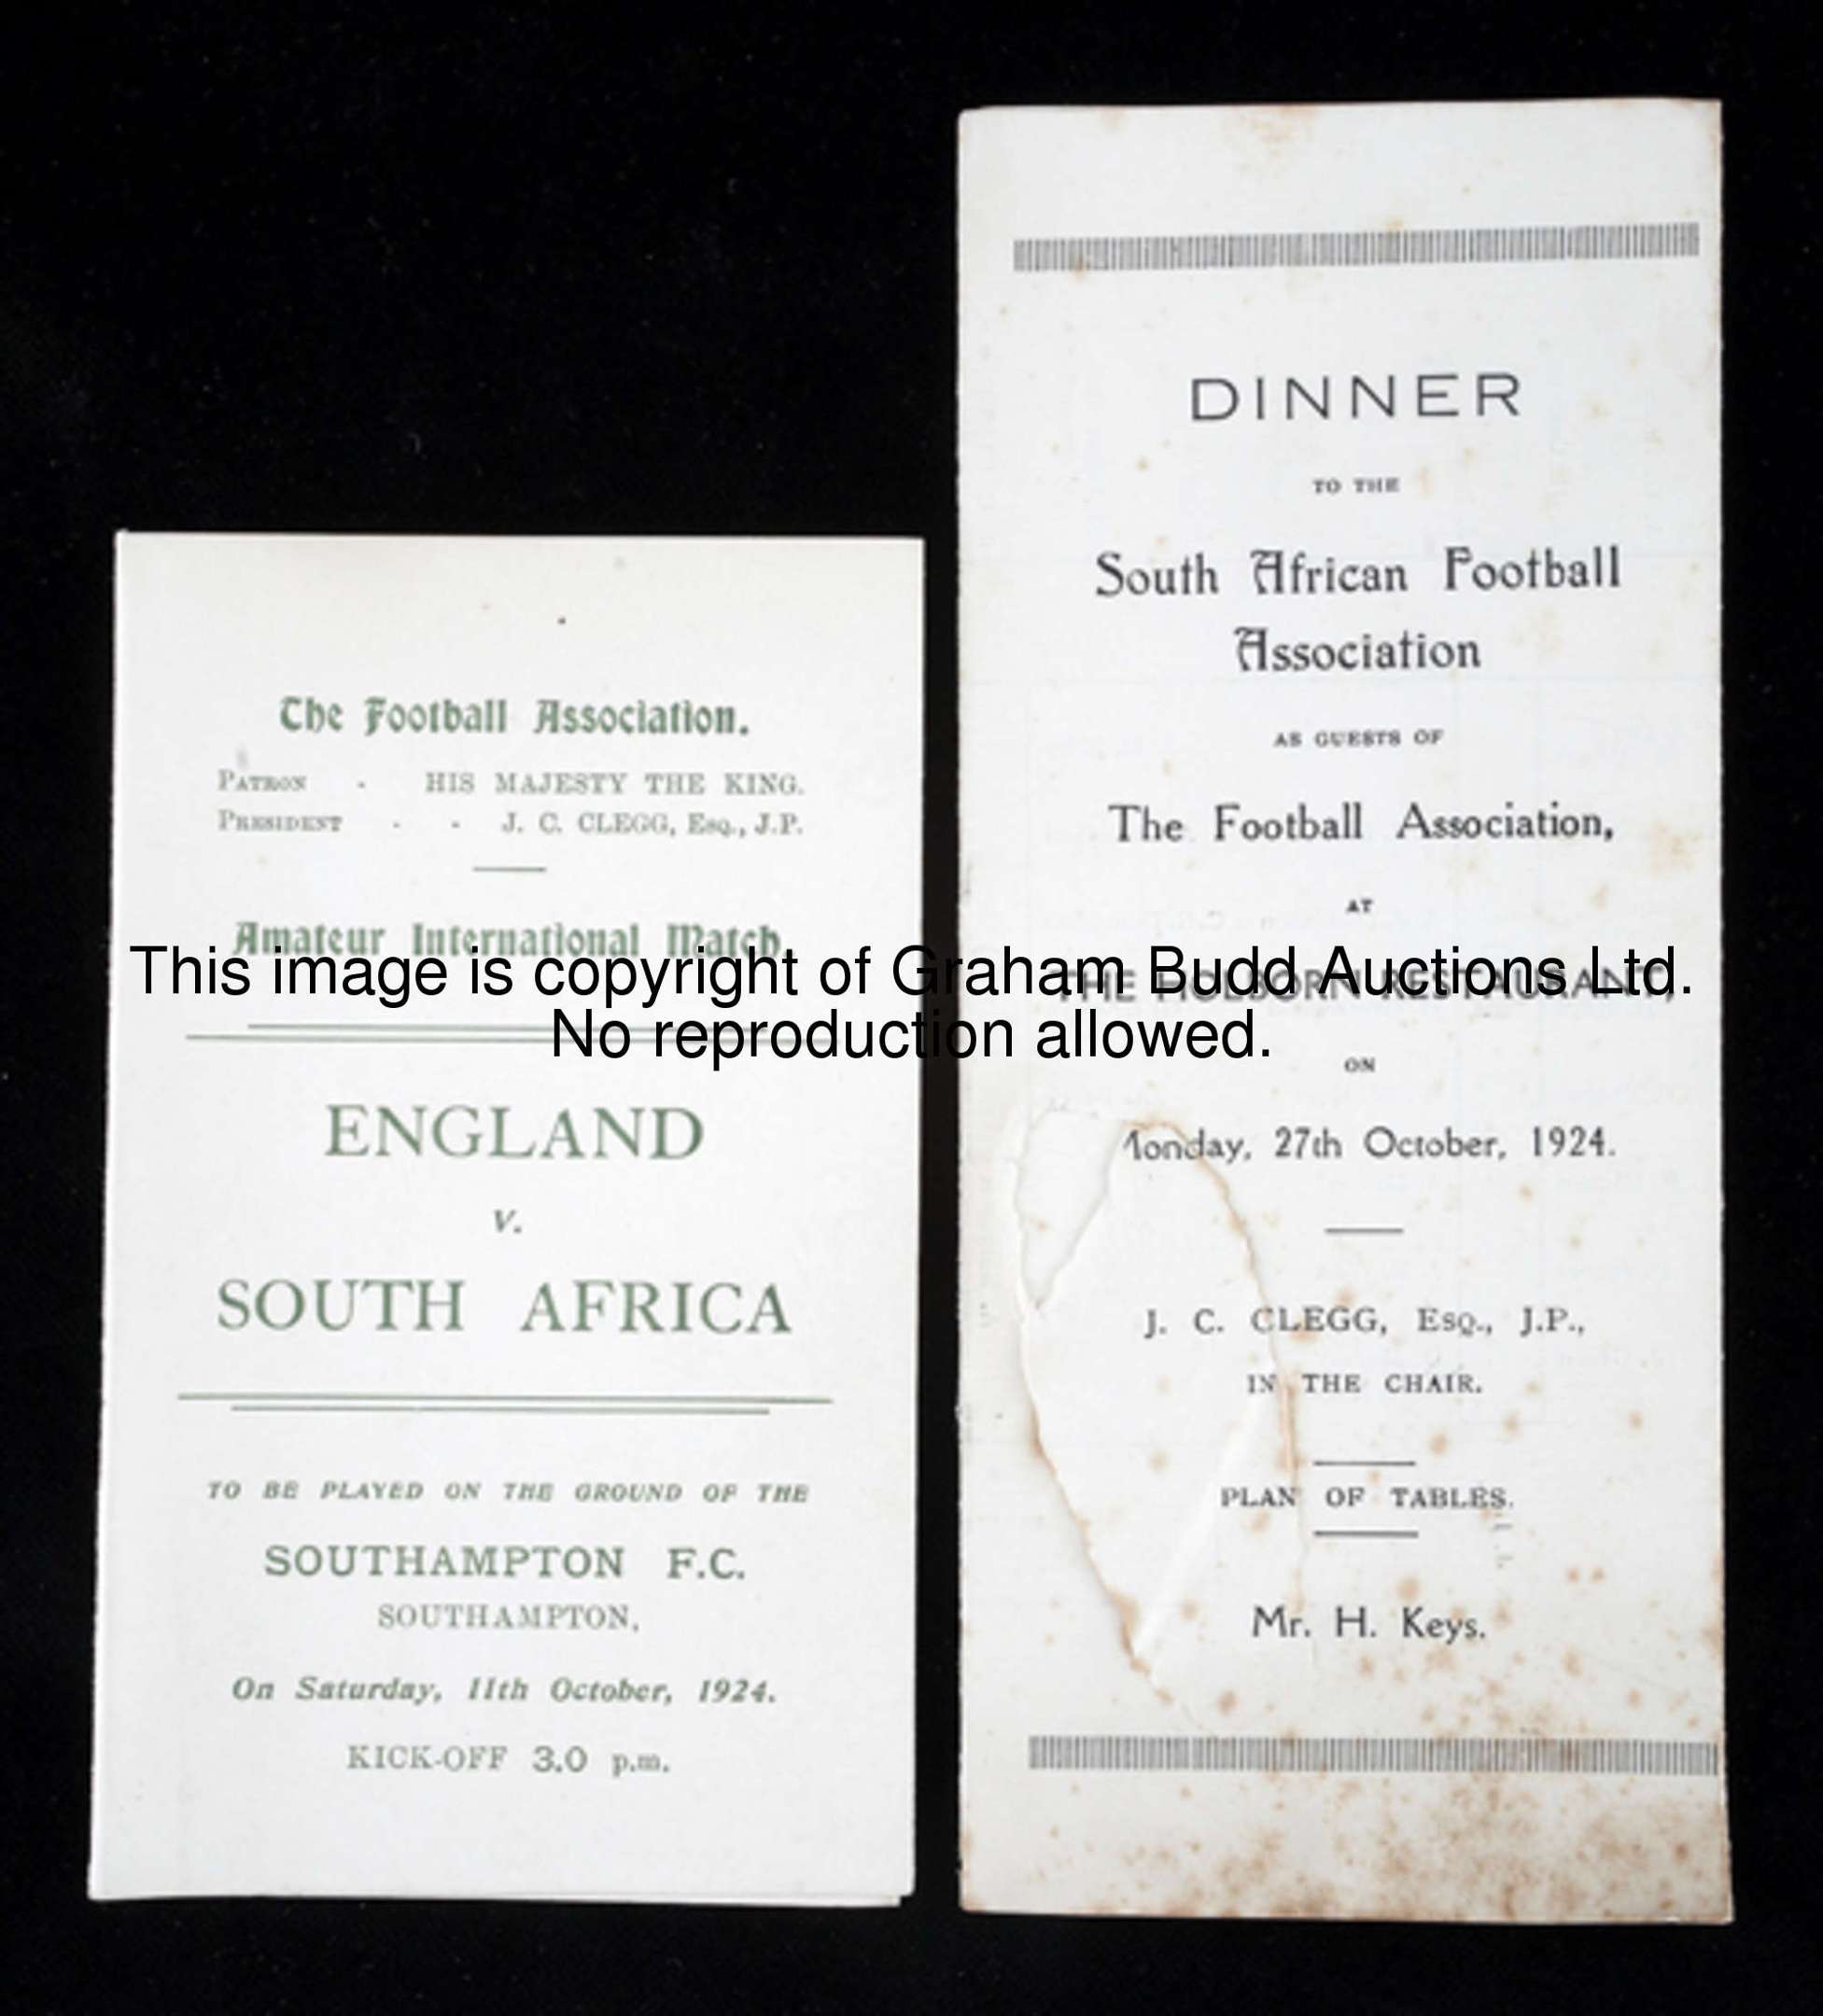 The Football Association.
PATRON - HIS MAJESTY THE KING.
PRESIDENT - - J. C. CLEGG, Esq., J.P.
Amateur International Match.
ENGLAND
v.
SOUTH AFRICA
TO BE PLAYED ON THE GROUND OF THE
SOUTHAMPTON F.C.
SOUTHAMPTON,
On Saturday, 11th October, 1924.
KICK-OFF 3.0 p.m.
DINNER
TO THE
South African Football
Association
AS GUESTS OF
The Football Association,
AT
THE HOLBORN RESTAURANT,
ON
onday, 27th October, 1924.
J. C. CLEGG, Esq., J.P.,
IN THE CHAIR.
PLAN OF TABLES.
Mr. H. Keys.
This image is copyright of Graham Budd Auctions Ltd.
No reproduction allowed.